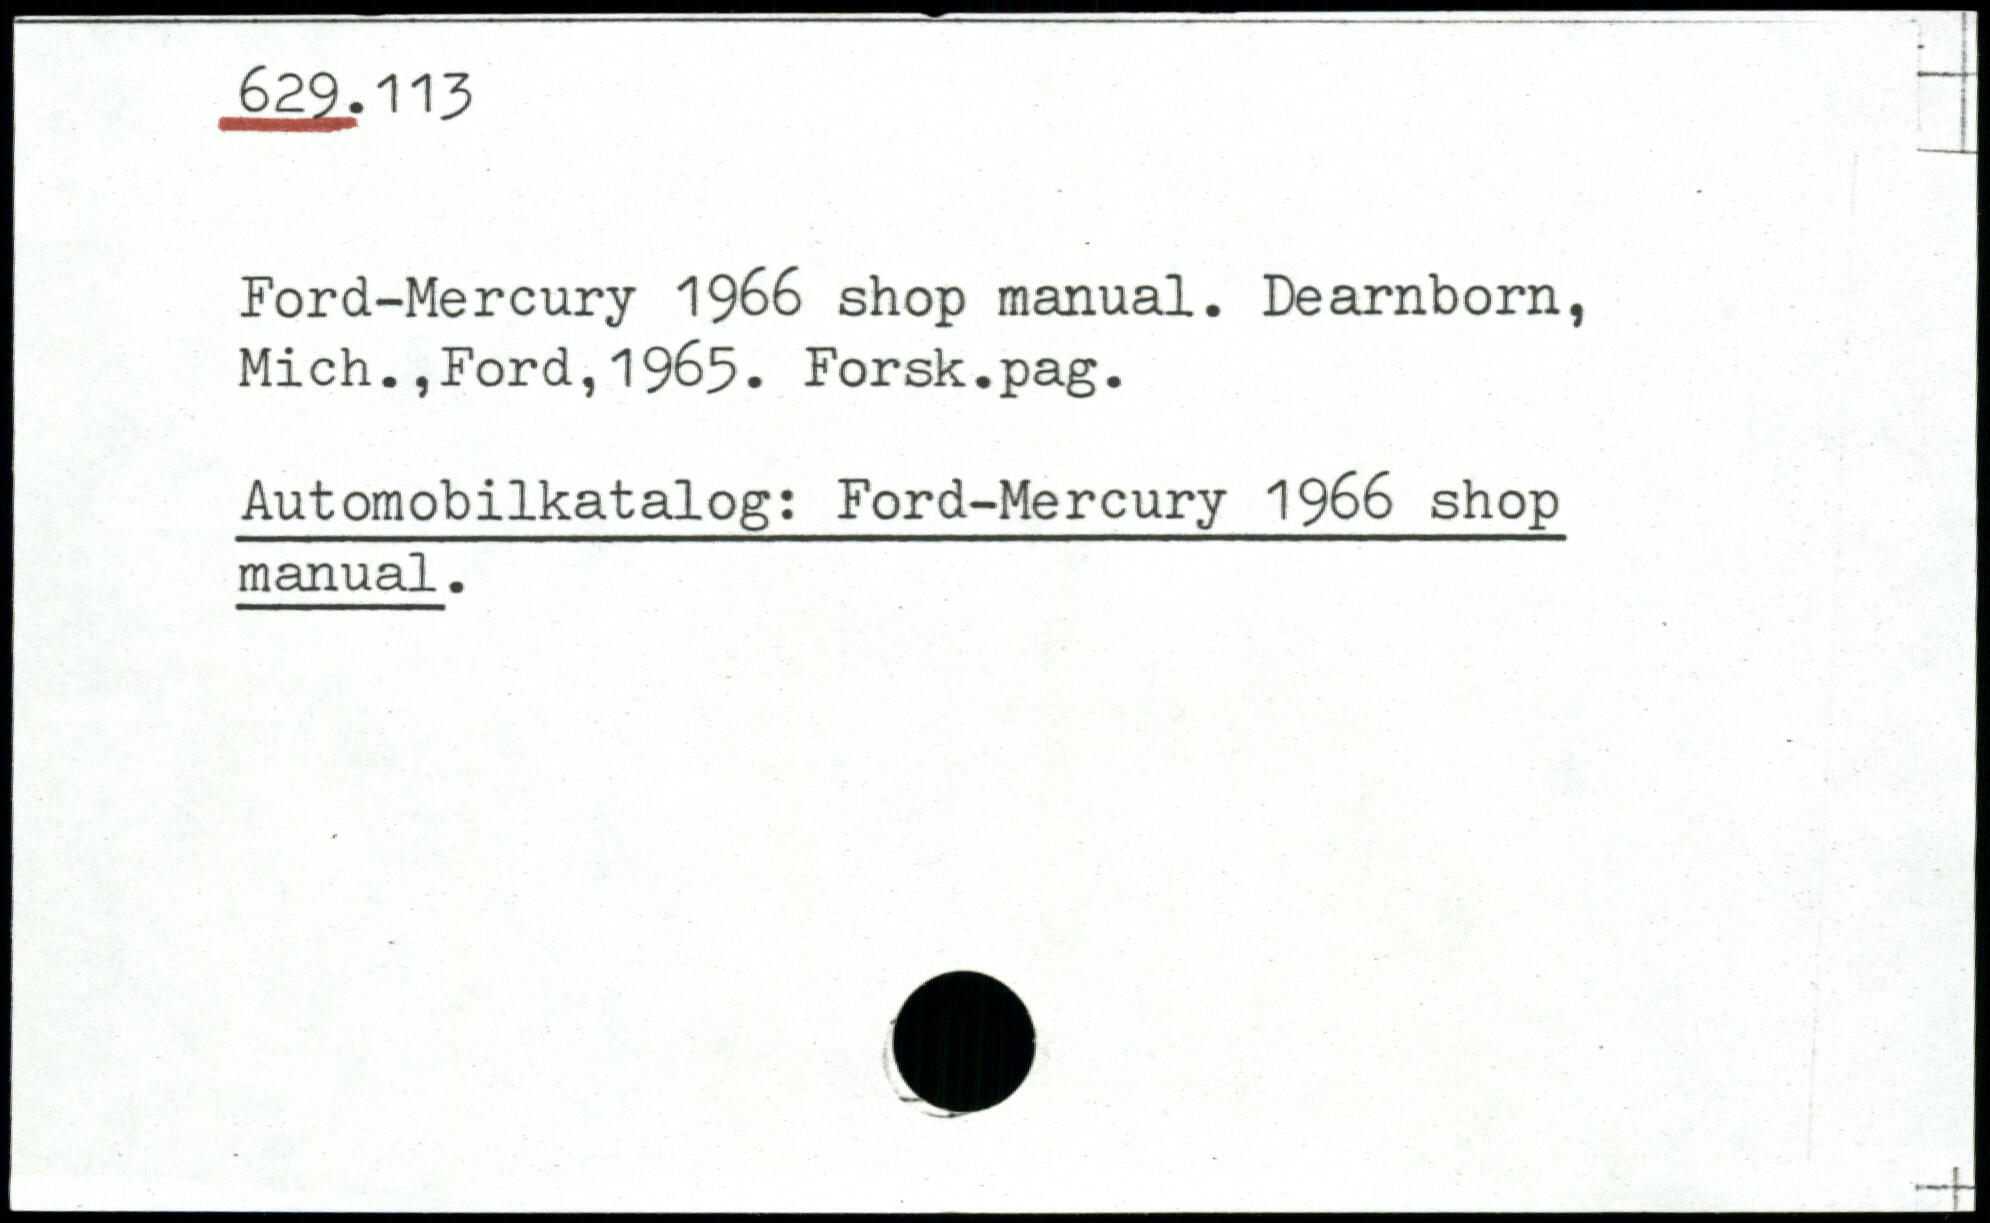 629.113
Ford-Mercury 1966 shop manual. Dearnborn,
Mich.,Ford,1965. Forsk.pag.
Automobilkatalog: Ford-Mercury 1966 shop
manual.